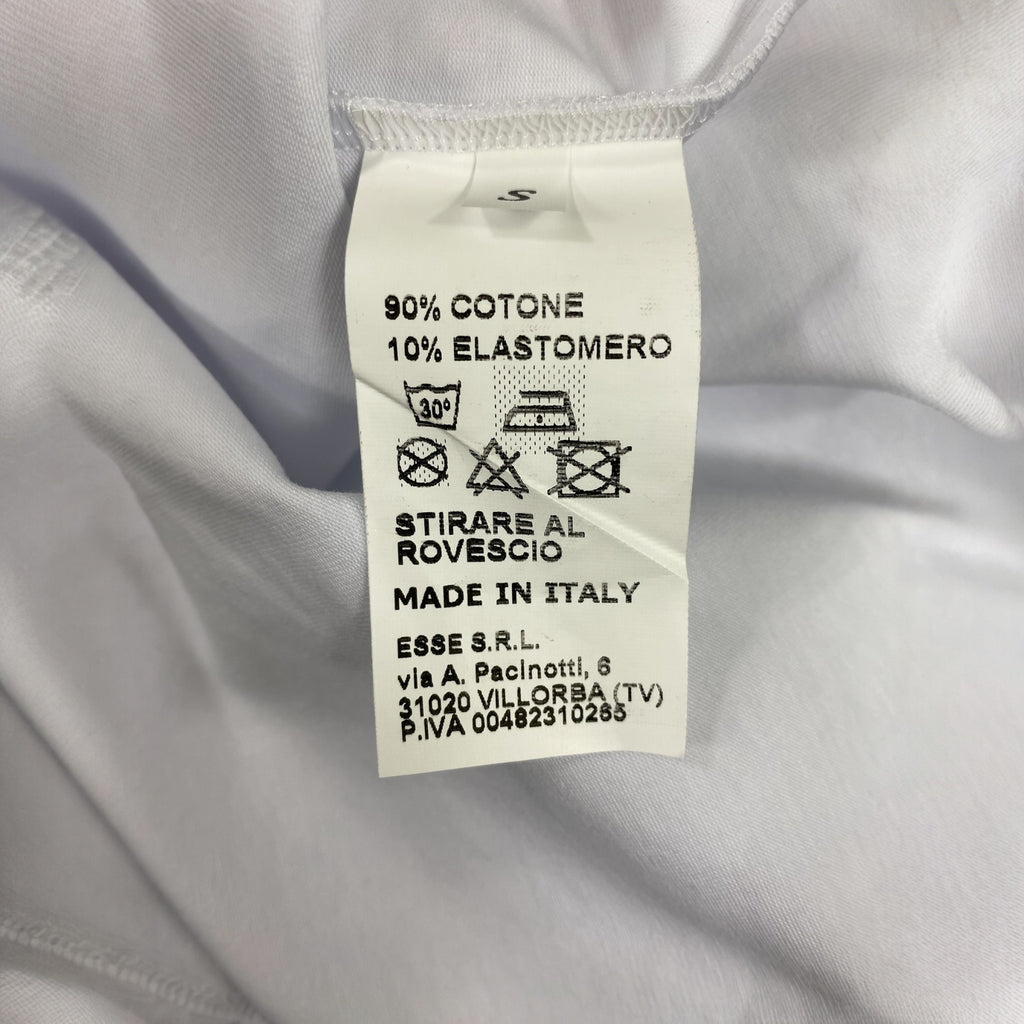 S
90% COTONE
10% ELASTOMERO
30°
STIRARE AL
ROVESCIO
MADE IN ITALY
ESSE S.R.L.
via A. Pacinotti, 6
31020 VILLORBA (TV)
P.IVA 00482310265